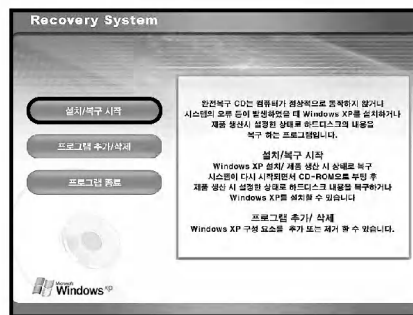 Recovery System
설치/복구 시작
프로그램 추가/삭제
프로그램 종료
완전복구 CD는 컴퓨터가 정상적으로 동작하지 않거나
시스템의 오류 등이 발생하였을 때 Windows XP를 설치하거나
제품 생산시 설정한 상태로 하드디스크의 내용을
복구 하는 프로그램입니다.
설치/복구 시작
Windows XP 설치/ 제품 생산 시 상태로 복구
시스템이 다시 시작되면서 CD-ROM으로 부팅 후
제품 생산 시 설정한 상태로 하드디스크 내용을 복구하거나
Windows XP를 설치할 수 있습니다
프로그램 추가/ 삭제
Windows XP 구성 요소를 추가 또는 제거 할 수 있습니다.
Microsoft
Windows xp